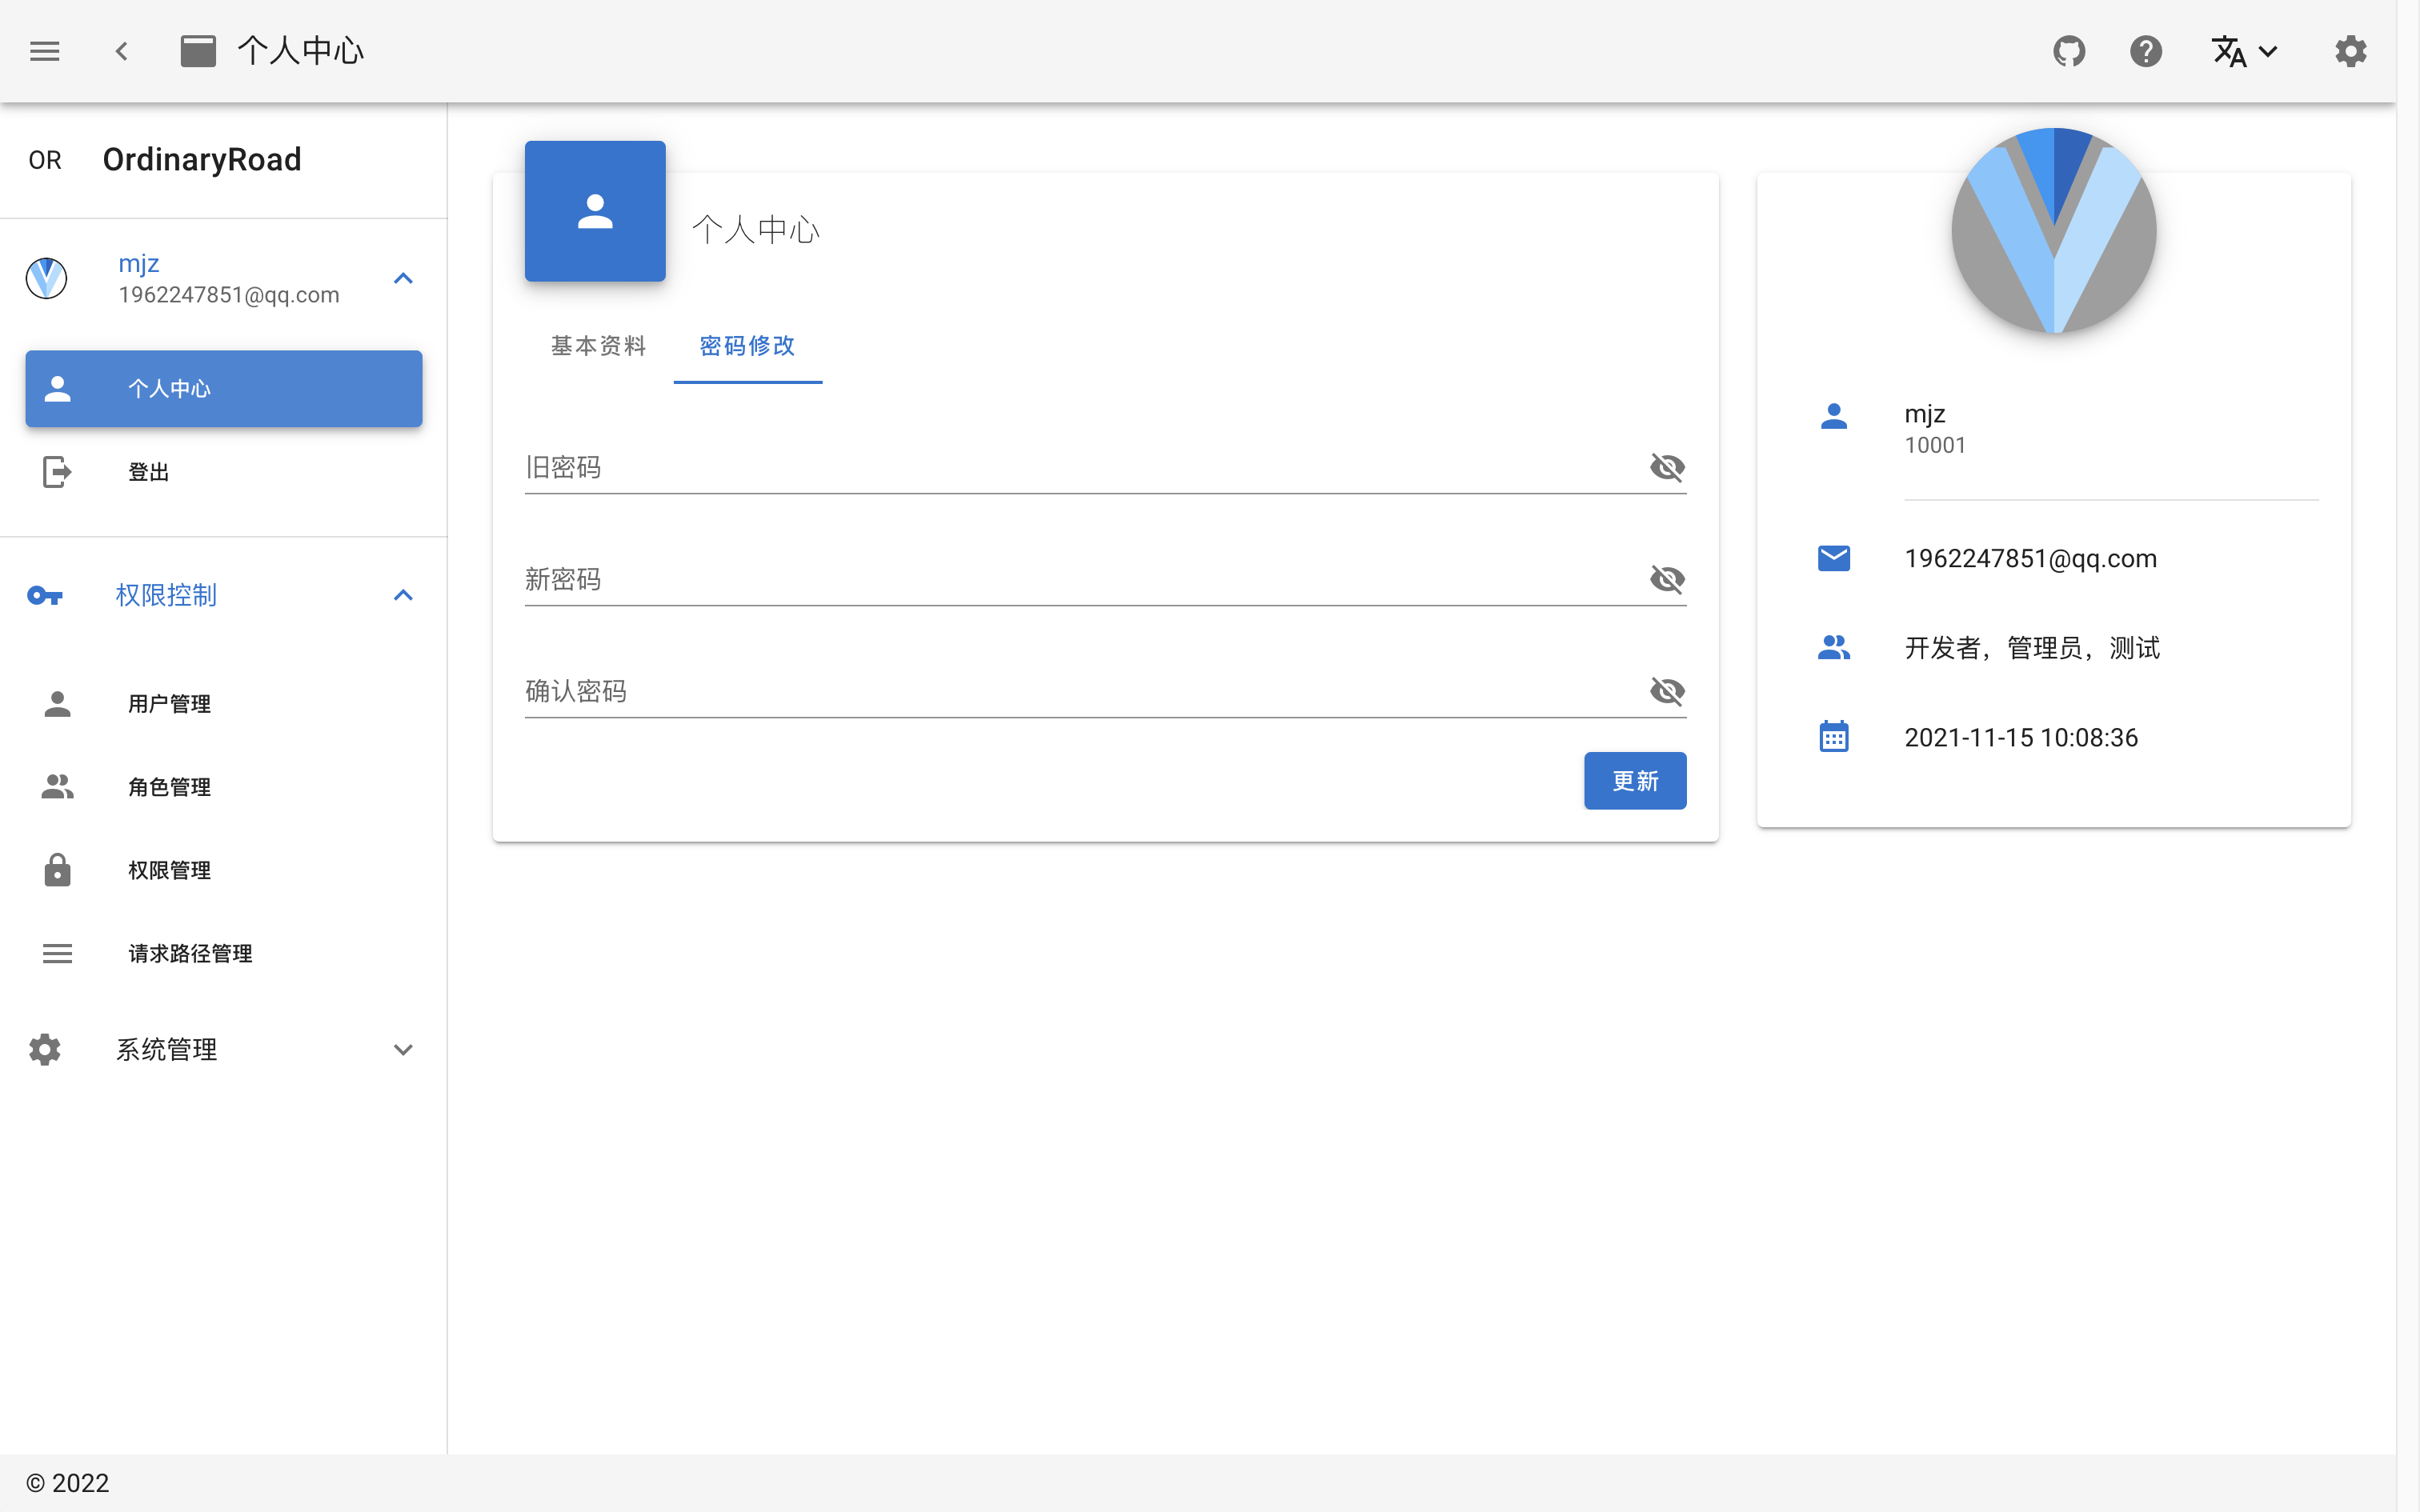 个人中心
OR OrdinaryRoad
mjz
1962247851@qq.com
个人中心
登出
权限控制
用户管理
角色管理
权限管理
请求路径管理
系统管理
个人中心
基本资料 密码修改
旧密码
新密码
确认密码
更新
mjz
10001
1962247851@qq.com
开发者，管理员，测试
2021-11-15 10:08:36
© 2022